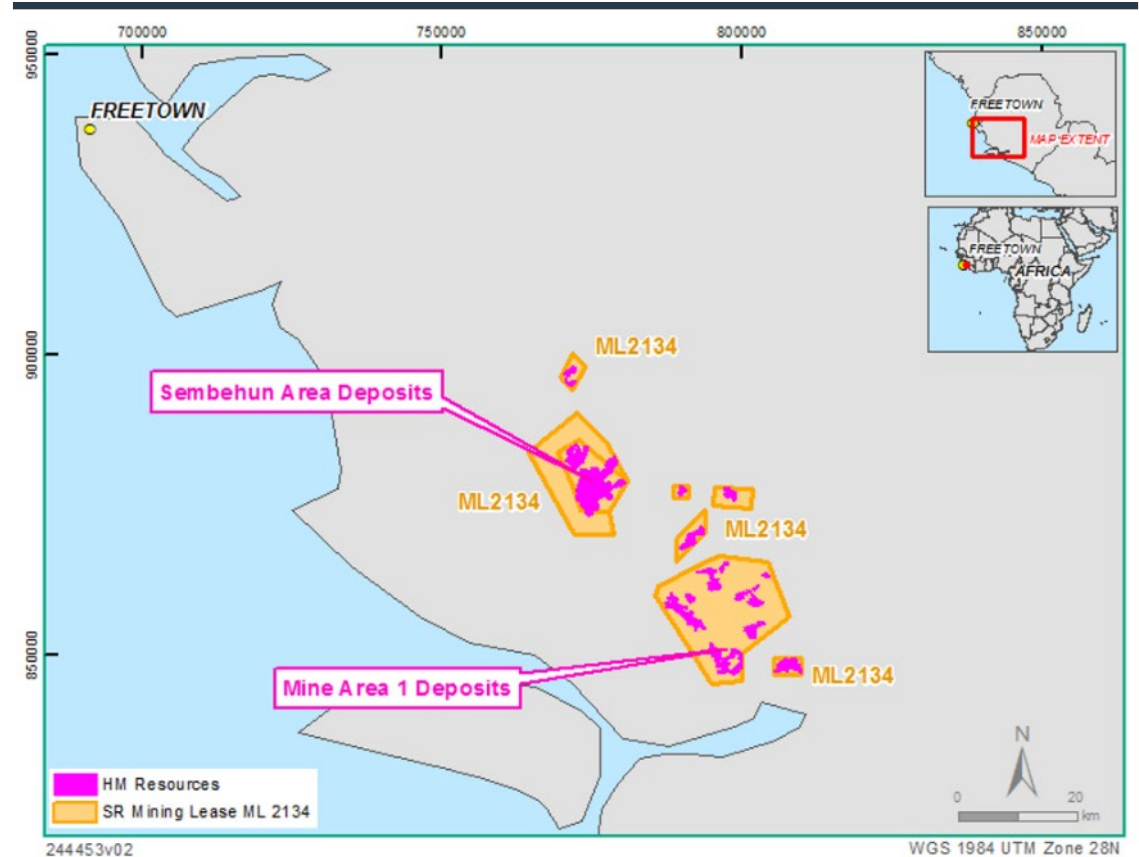 700000
750000
800000
850000
950000
FREETOWN
FREETOWN
MAP EXTENT
FREETOWN
AFRICA
900000
ML2134
Sembehun Area Deposits
ML2134
ML2134
850000
Mine Area 1 Deposits
ML2134
N
HM Resources
SR Mining Lease ML 2134
0 20
km
244453v02
WGS 1984 UTM Zone 28N